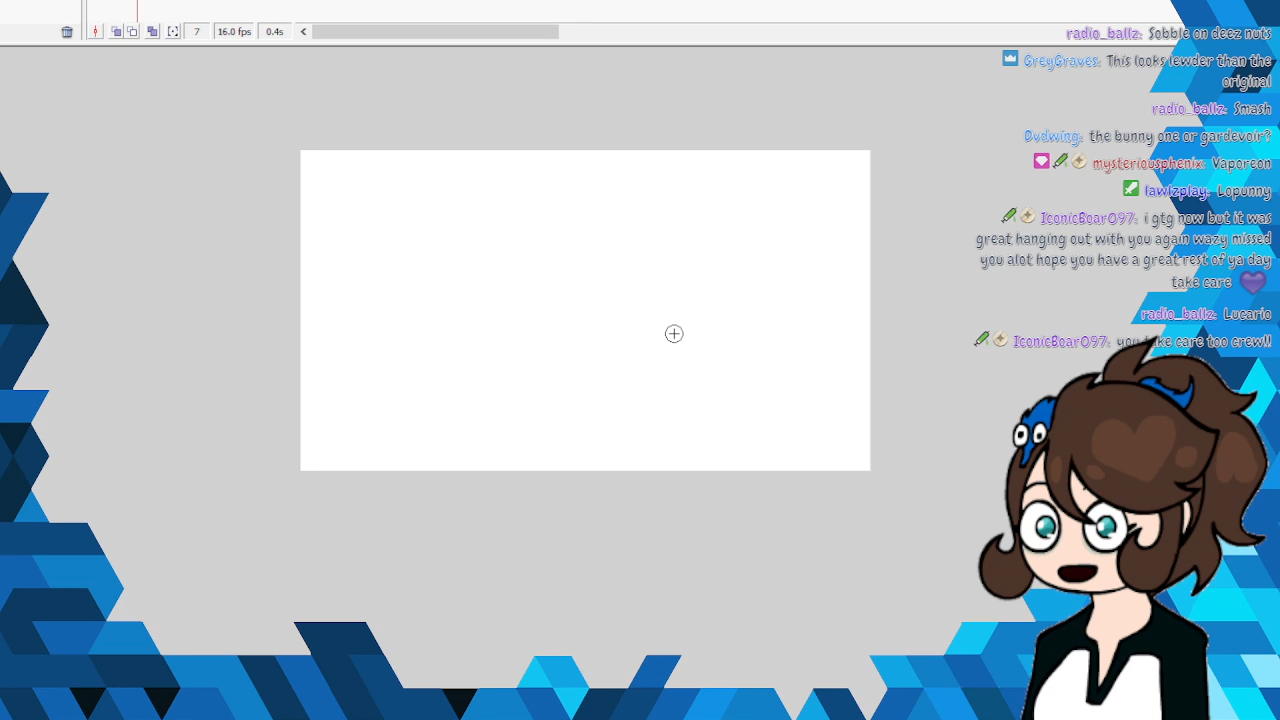 7 16.0 fps 0.4s
radio_ballz: Sobble on deez nuts
GreyGraves: This looks lewder than the
original
radio_ballz: Smash
Dvdwing: the bunny one or gardevoir?
mysteriousphenix: Vaporeon
lawlzplay: Lopunny
IconicBoar097: i gtg now but it was
great hanging out with you again wazy missed
you alot hope you have a great rest of ya day
take care
radio_ballz: Lucario
IconicBoar097: you take care too crew!!